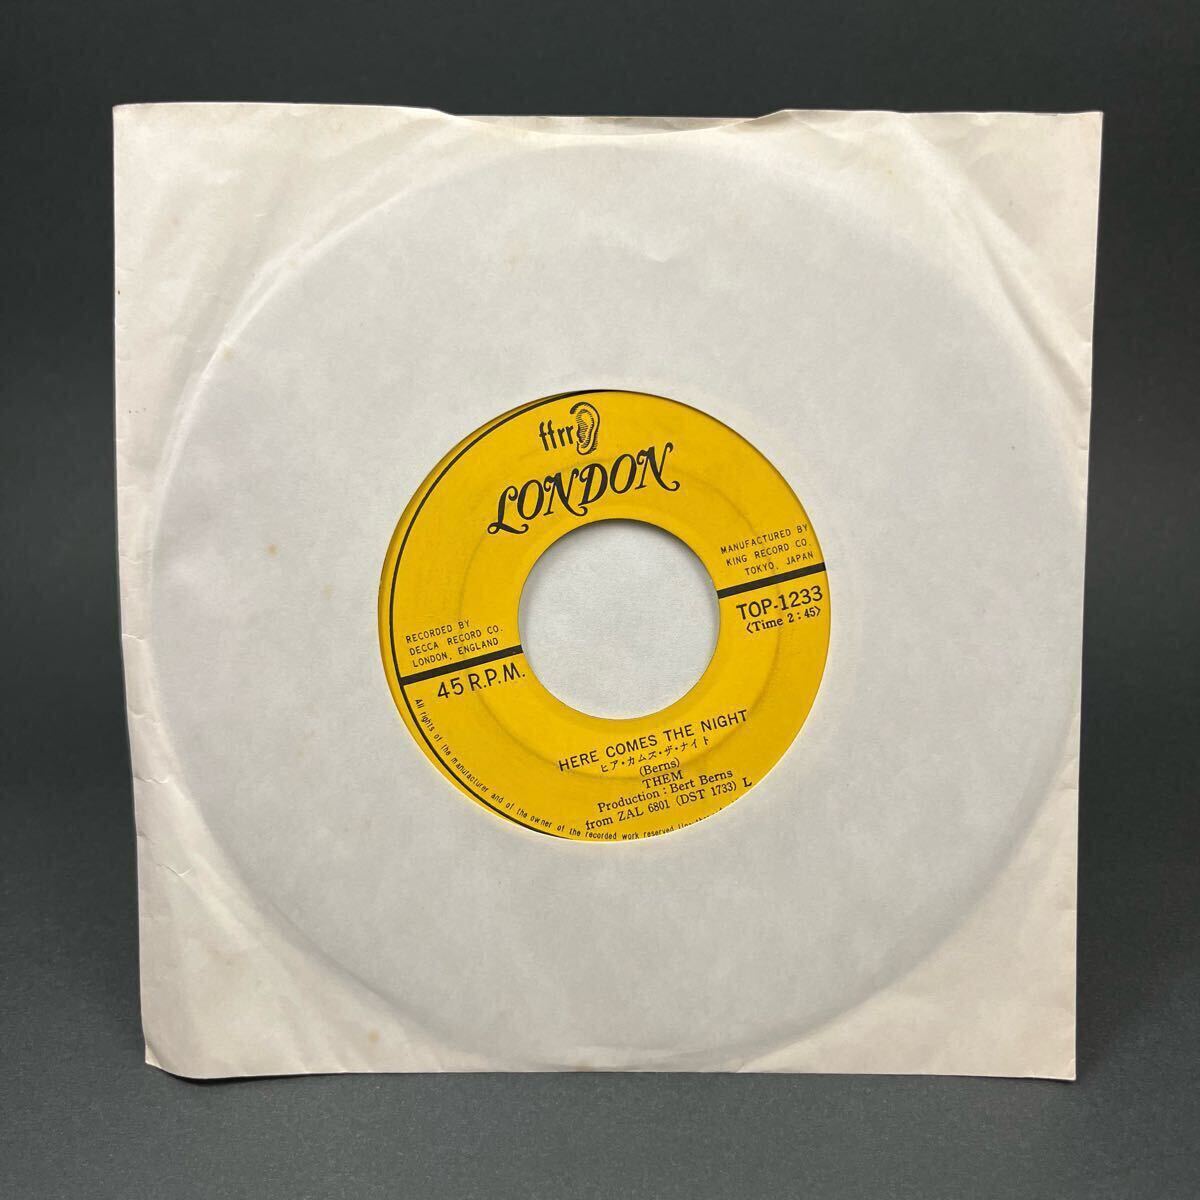 ffrr
LONDON
MANUFACTURED BY
KING RECORD CO.
TOKYO, JAPAN
TOP-1233
〈Time 2:45〉
RECORDED BY
DECCA RECORD CO.
LONDON, ENGLAND
45 R.P.M.
HERE COMES THE NIGHT
ヒア・カムズ・ザ・ナイト
(Berns)
THEM
Production: Bert Berns
from ZAL 6801 (DST 1733) L
All rights of the manufacturer and of the owner of the recorded work reserved